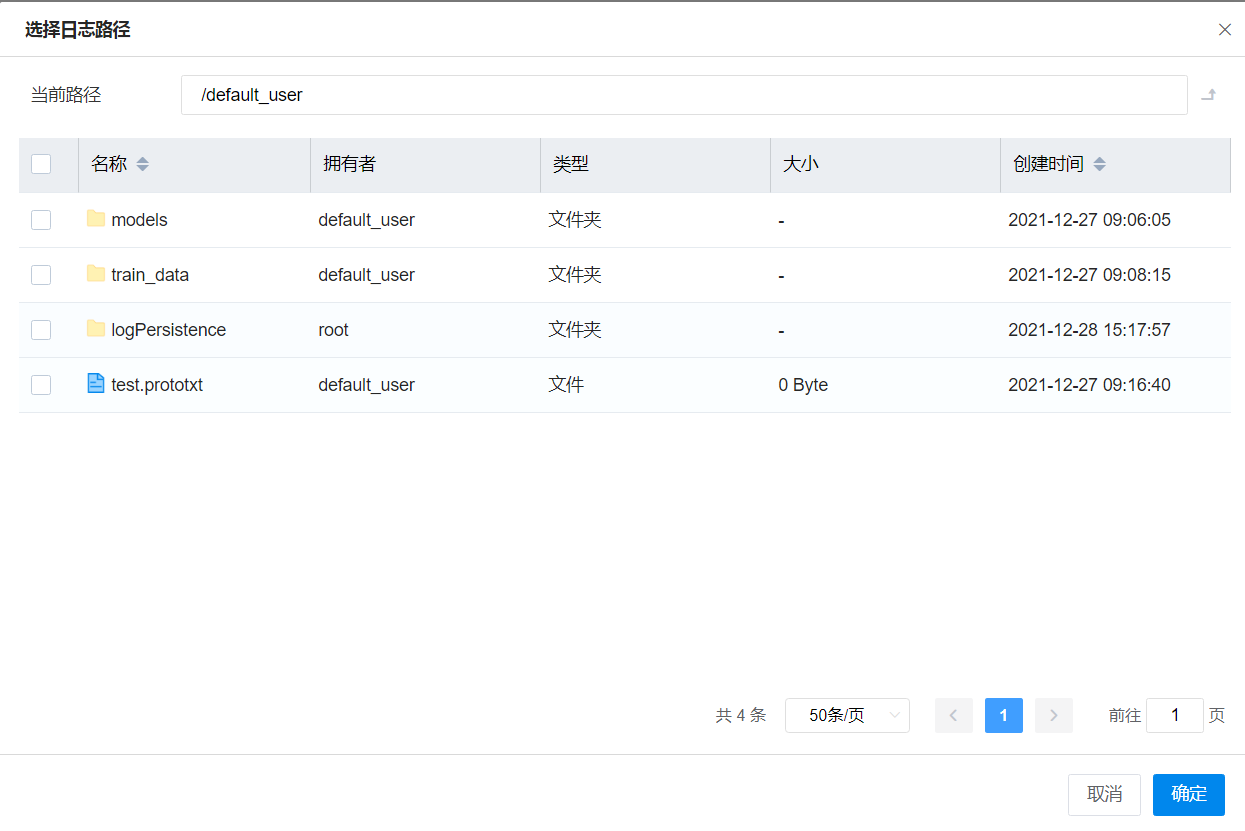 选择日志路径
当前路径 /default_user
名称 拥有者 类型 大小 创建时间
models default_user 文件夹 - 2021-12-27 09:06:05
train_data default_user 文件夹 - 2021-12-27 09:08:15
logPersistence root 文件夹 - 2021-12-28 15:17:57
test.prototxt default_user 文件 0 Byte 2021-12-27 09:16:40
共 4 条 50条/页 1 前往 1 页
取消 确定